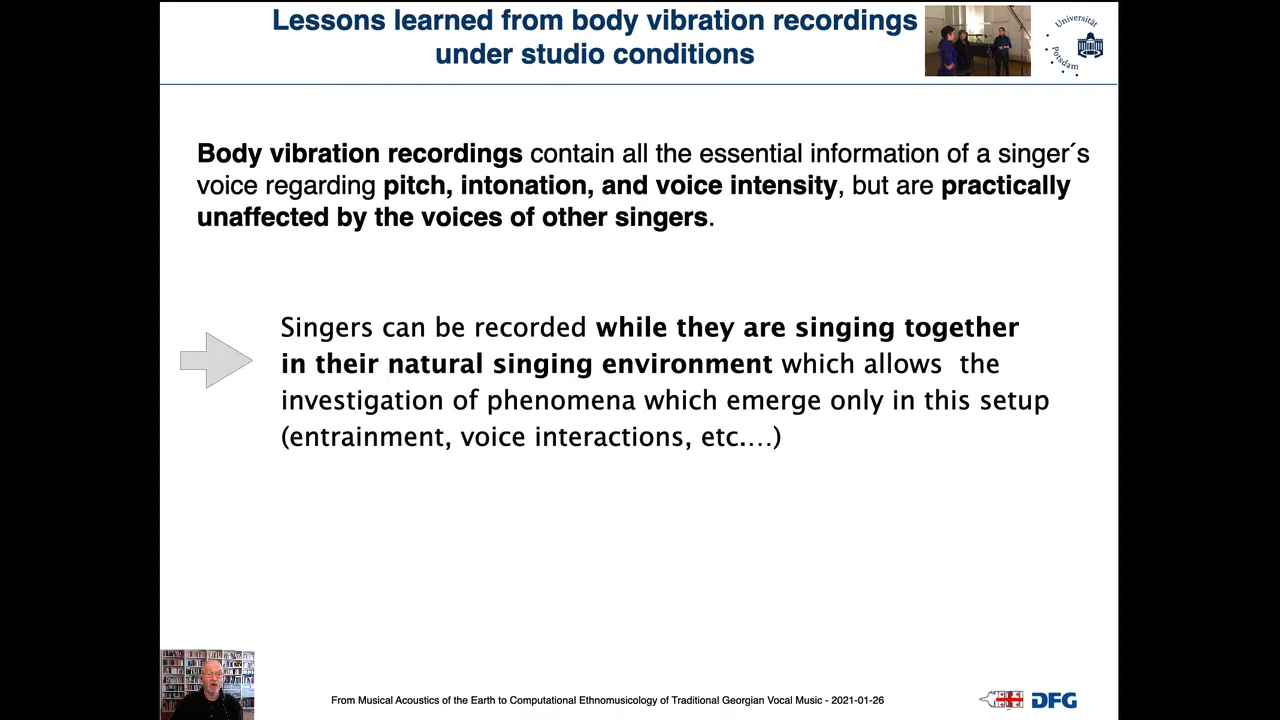 Lessons learned from body vibration recordings
under studio conditions
Universität
Potsdam
Body vibration recordings contain all the essential information of a singer´s
voice regarding pitch, intonation, and voice intensity, but are practically
unaffected by the voices of other singers.
Singers can be recorded while they are singing together
in their natural singing environment which allows  the
investigation of phenomena which emerge only in this setup
(entrainment, voice interactions, etc.…)
From Musical Acoustics of the Earth to Computational Ethnomusicology of Traditional Georgian Vocal Music - 2021-01-26
DFG